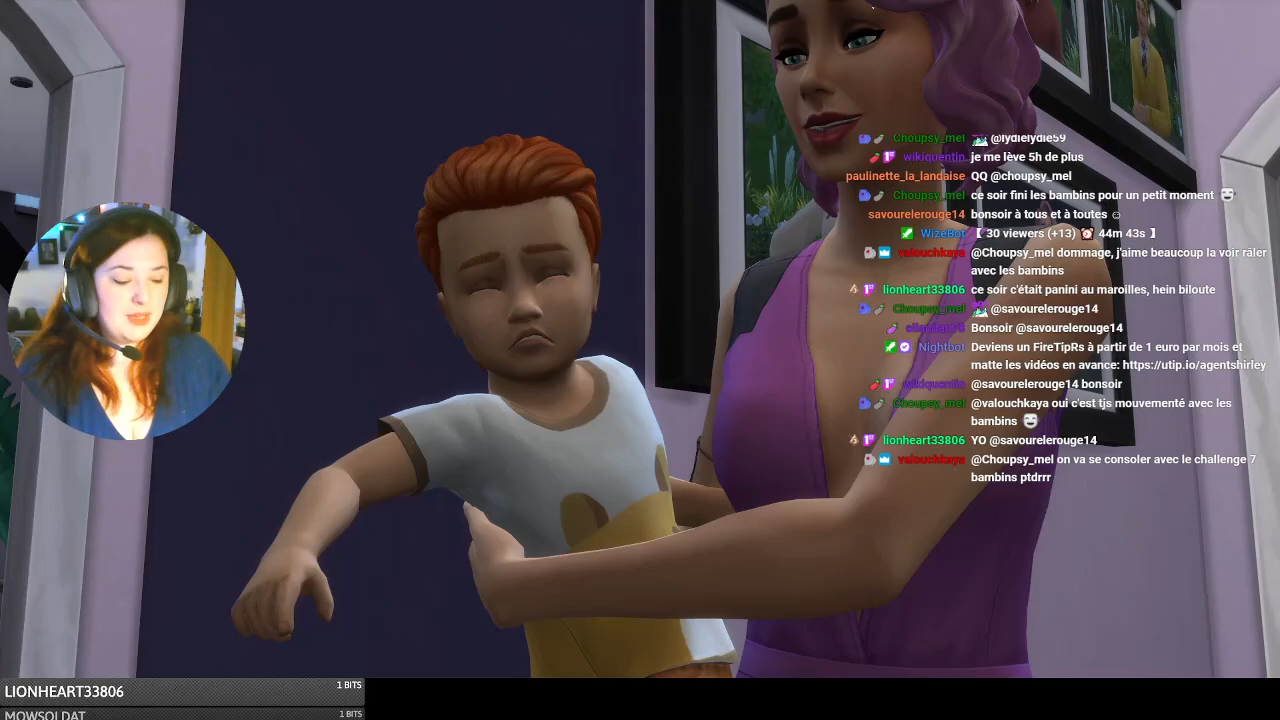 Choupsy_mel @lydielydie59
wikiquentin je me lève 5h de plus
paulinette_la_landaise QQ @choupsy_mel
Choupsy_mel ce soir fini les bambins pour un petit moment
savourelerouge14 bonsoir à tous et à toutes ☺
WizeBot 【 30 viewers (+13) ⏰ 44m 43s 】
valouchkaya @Choupsy_mel dommage, j'aime beaucoup la voir râler
avec les bambins
lionheart33806 ce soir c'était panini au maroilles, hein biloute
Choupsy_mel @savourelerouge14
Bonsoir @savourelerouge14
Nightbot Deviens un FireTipRs à partir de 1 euro par mois et
matte les vidéos en avance: https://utip.io/agentshirley
wikiquentin @savourelerouge14 bonsoir
Choupsy_mel @valouchkaya oui c'est tjs mouvementé avec les
bambins
lionheart33806 YO @savourelerouge14
valouchkaya @Choupsy_mel on va se consoler avec le challenge 7
bambins ptdrrr
LIONHEART33806 1 BITS
MOWSOLDAT 1 BITS